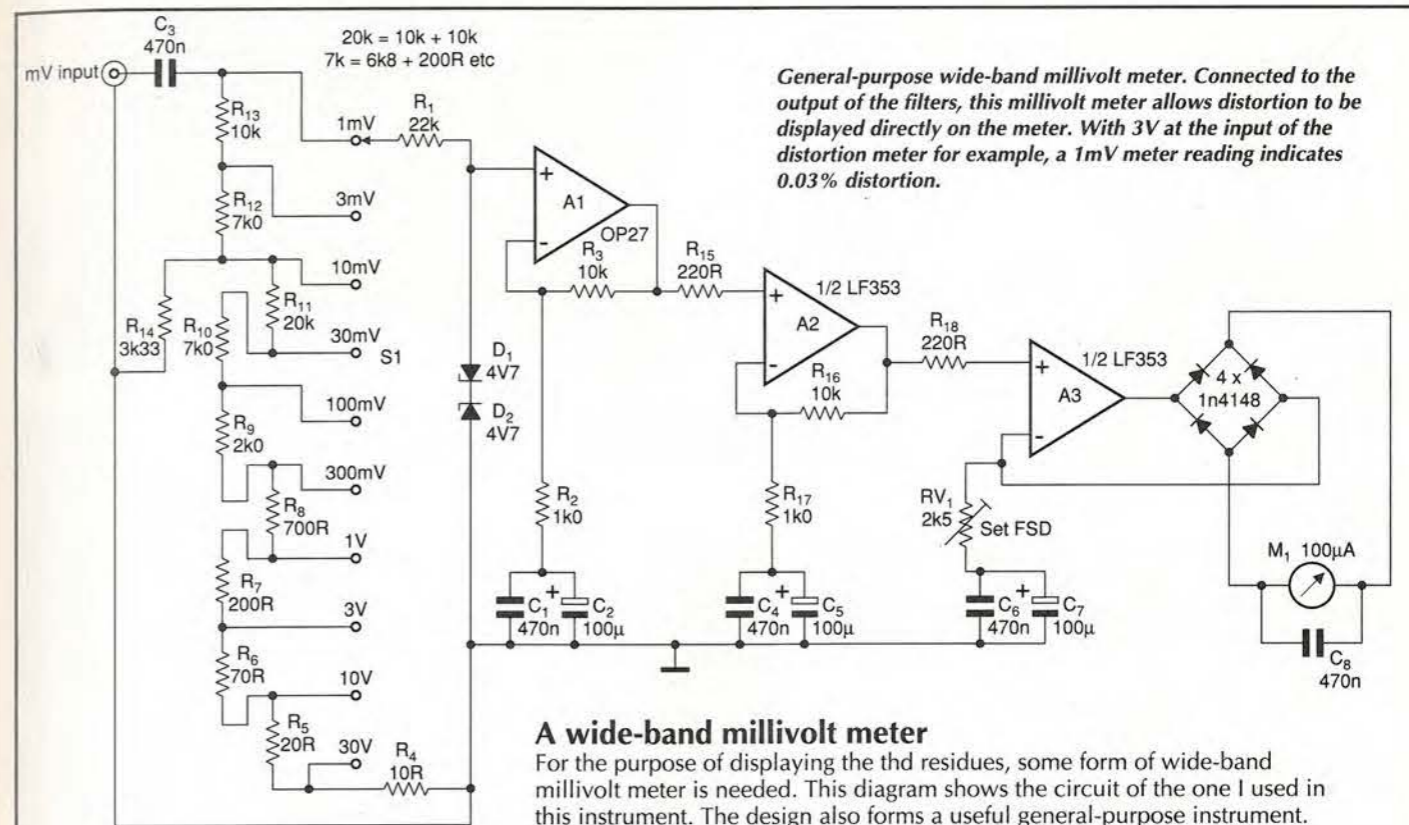 C3
470n
mV input
20k = 10k + 10k
7k = 6k8 + 200R etc
General-purpose wide-band millivolt meter. Connected to the
output of the filters, this millivolt meter allows distortion to be
displayed directly on the meter. With 3V at the input of the
distortion meter for example, a 1mV meter reading indicates
0.03% distortion.
R13
10k
1mV
R1
22k
R12
7k0
3mV
10mV
R11
20k
R14
3k33
R10
7k0
30mV
S1
100mV
R9
2k0
300mV
R8
700R
1V
R7
200R
3V
R6
70R
10V
R5
20R
30V
R4
10R
+
-
A1
OP27
R3
10k
R15
220R
D1
4V7
D2
4V7
R2
1k0
C1
470n
+
C2
100µ
+
-
A2
1/2 LF353
R16
10k
R18
220R
R17
1k0
C4
470n
+
C5
100µ
+
-
A3
1/2 LF353
4 x
1n4148
RV1
2k5
Set FSD
C6
470n
+
C7
100µ
M1 100µA
C8
470n
A wide-band millivolt meter
For the purpose of displaying the thd residues, some form of wide-band
millivolt meter is needed. This diagram shows the circuit of the one I used in
this instrument. The design also forms a useful general-purpose instrument.